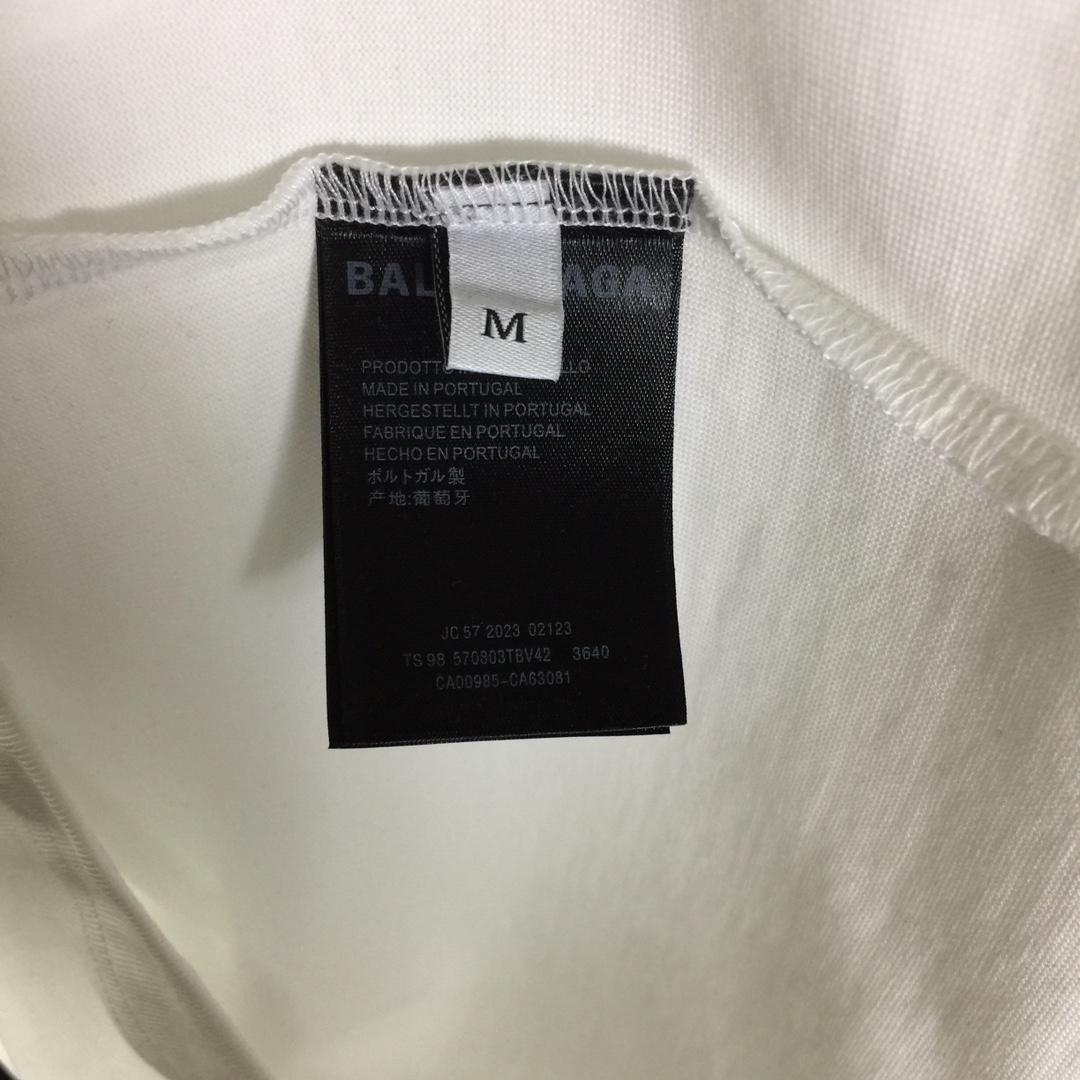 BAL AGA
M
PRODOTTO LLO
MADE IN PORTUGAL
HERGESTELLT IN PORTUGAL
FABRIQUE EN PORTUGAL
HECHO EN PORTUGAL
ポルトガル製
产地:葡萄牙
JC 57 2023 02123
TS 98 570803TBV42 3640
CA00985-CA63081